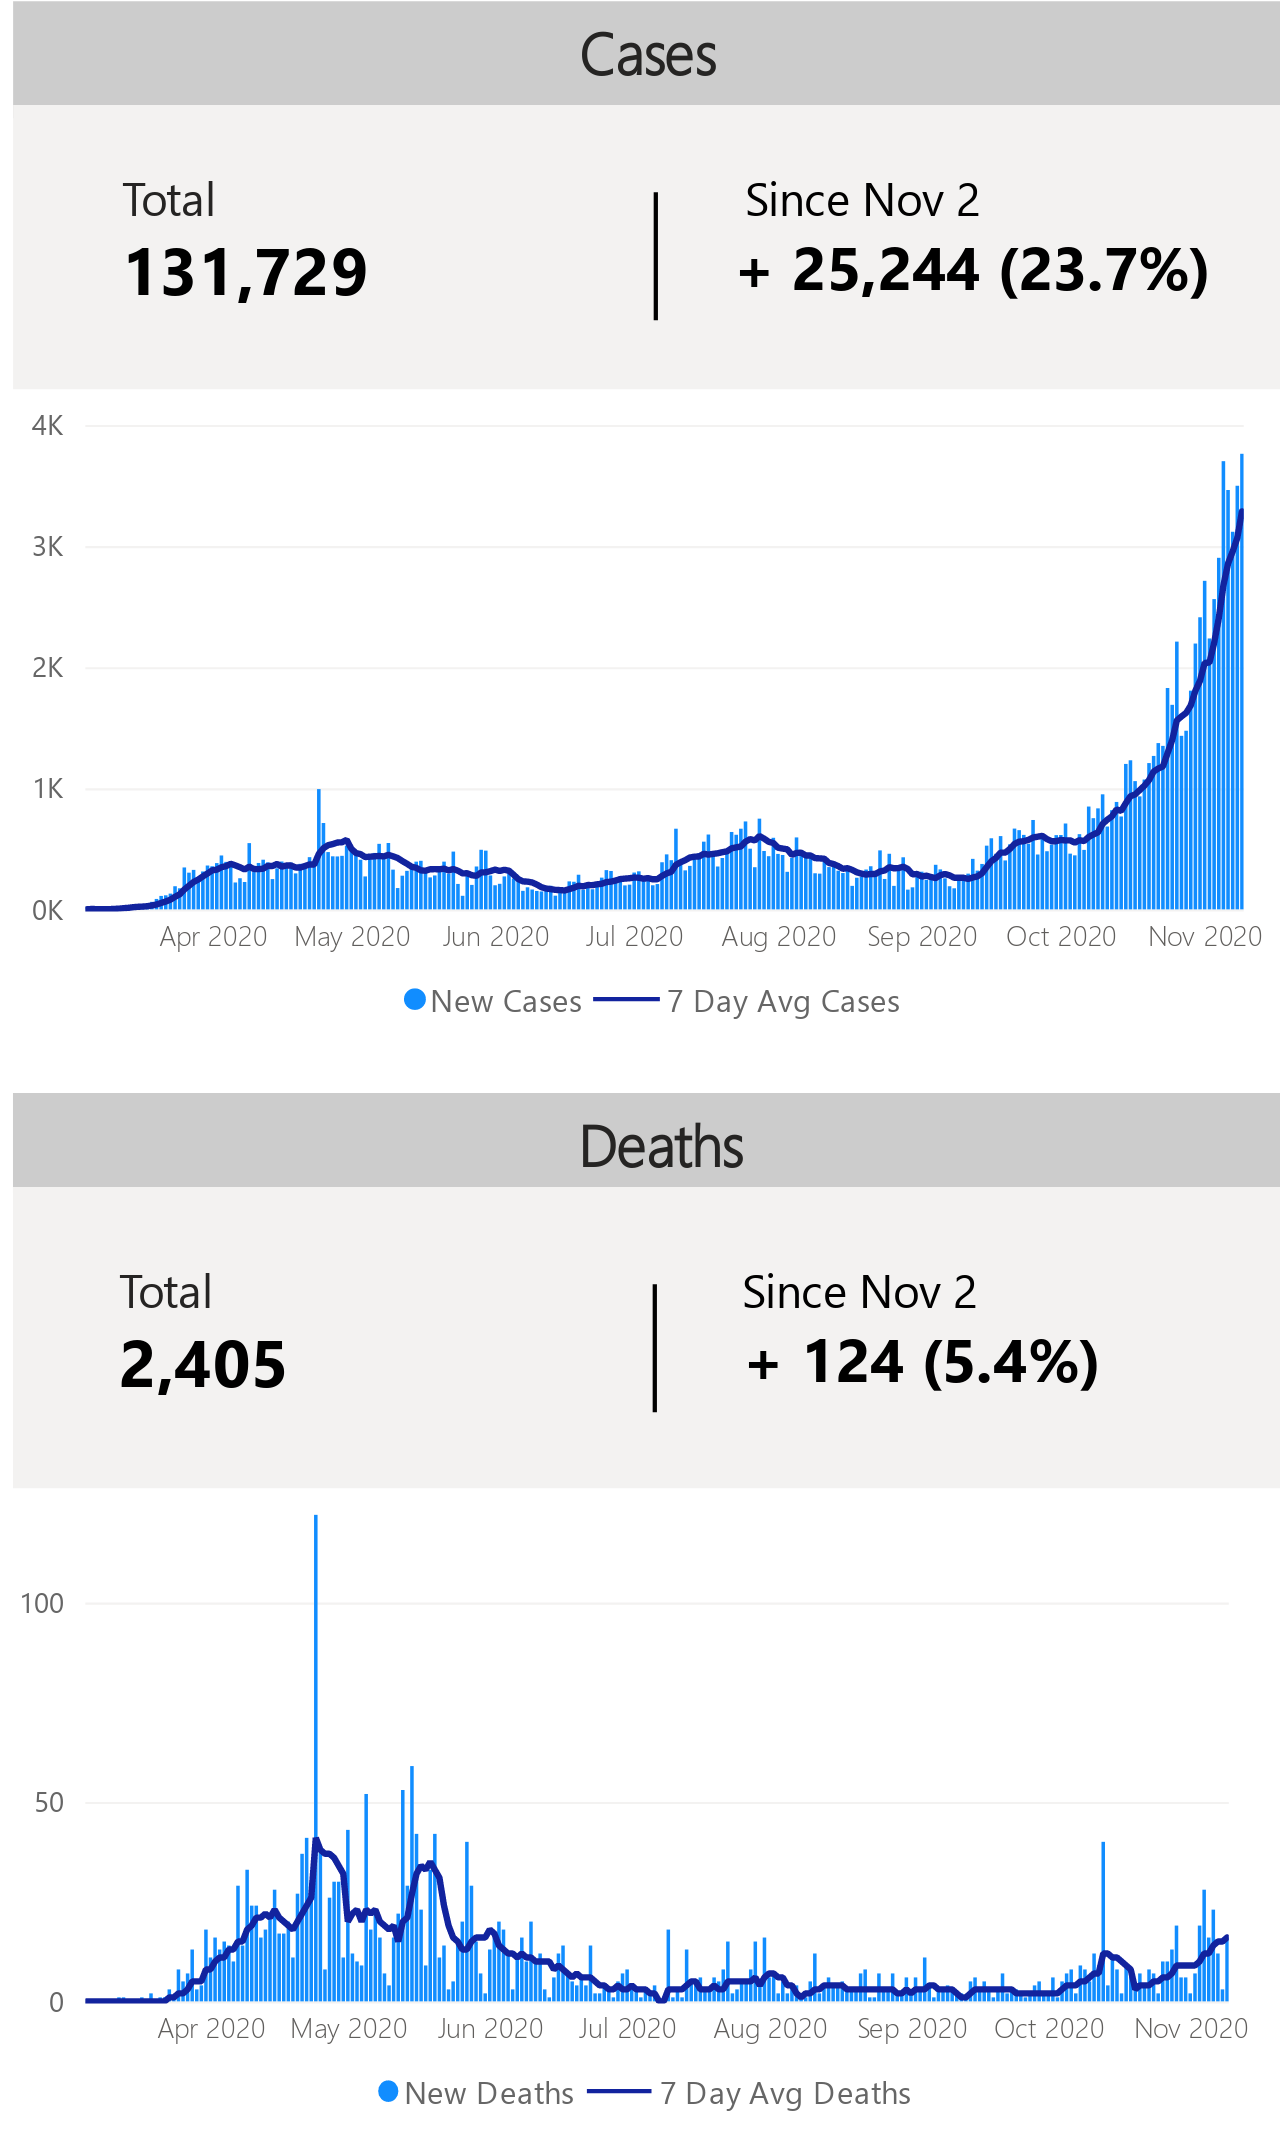 Cases
Total
Since Nov 2
131,729
+ 25,244 (23.7%)
4K
3K
2K
1K
0K
Apr 2020 May 2020 Jun 2020 Jul 2020 Aug 2020 Sep 2020 Oct 2020 Nov 2020
New Cases 7 Day Avg Cases
Deaths
Total
Since Nov 2
2,405
+ 124 (5.4%)
100
50
0
Apr 2020 May 2020 Jun 2020 Jul 2020 Aug 2020 Sep 2020 Oct 2020 Nov 2020
New Deaths 7 Day Avg Deaths